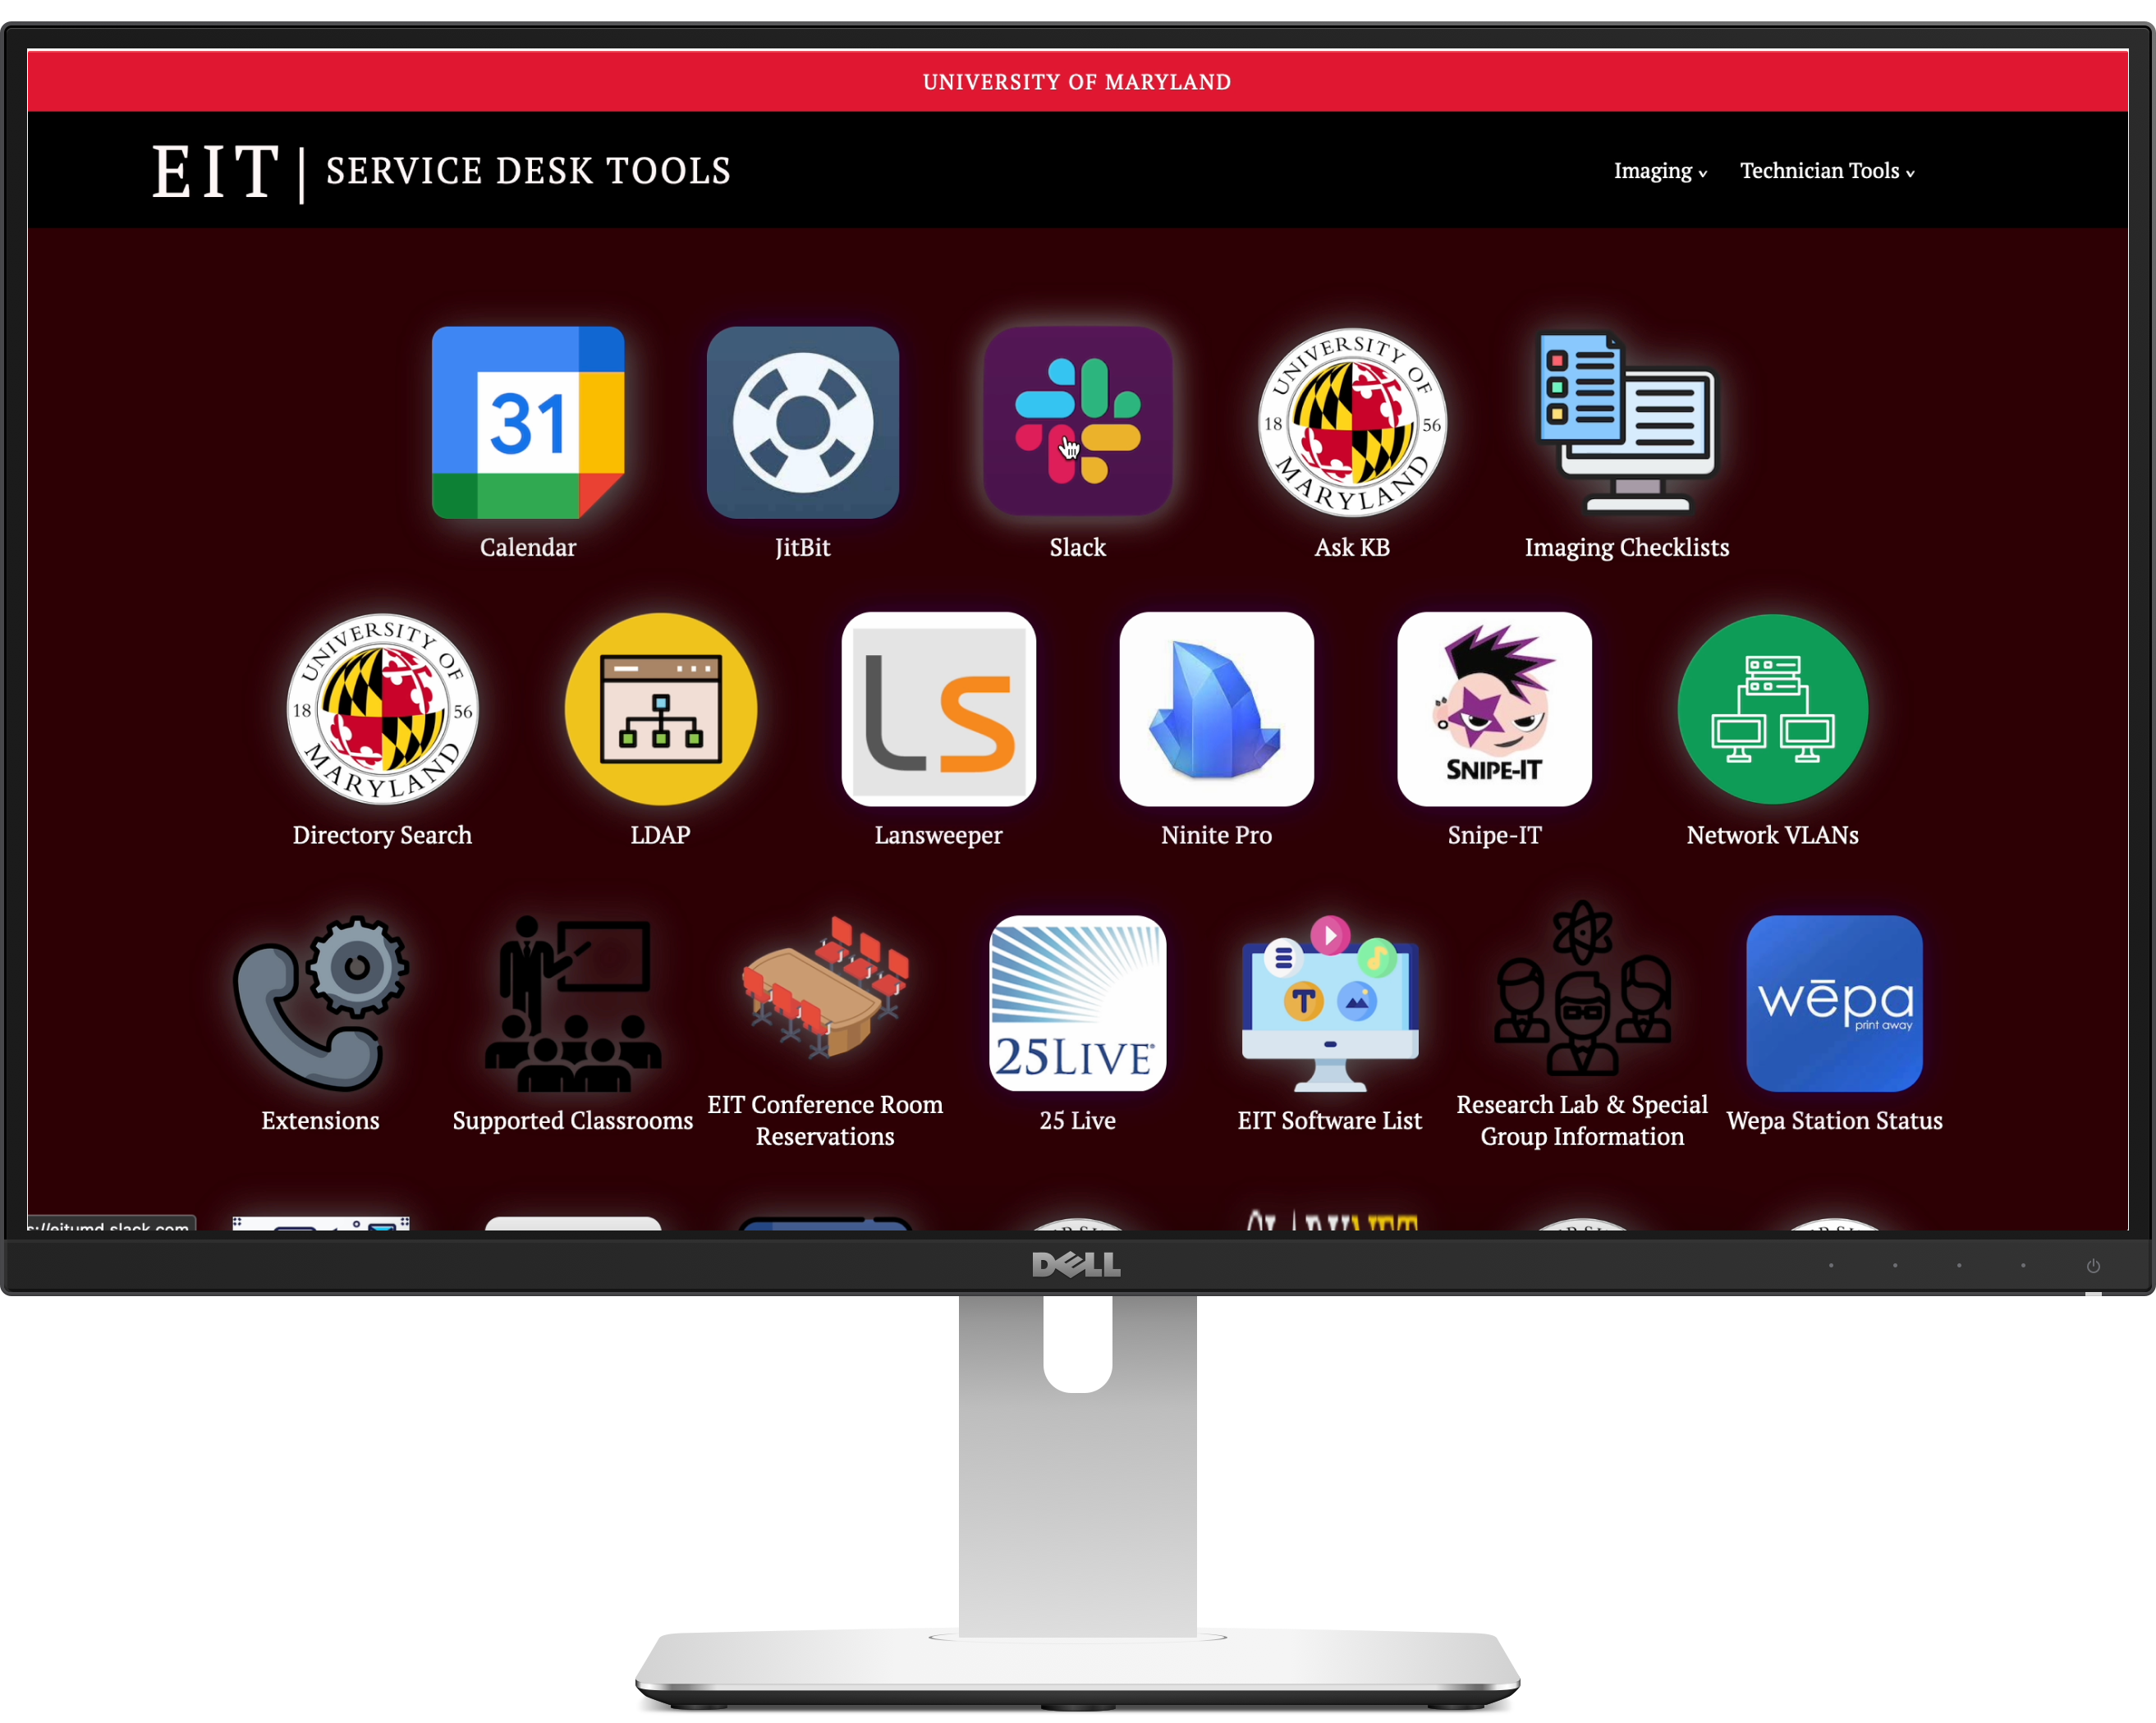 UNIVERSITY OF MARYLAND
EIT | SERVICE DESK TOOLS
Imaging
Technician Tools
31
UNIVERSITY OF
18 56
MARYLAND
Calendar
JitBit
Slack
Ask KB
Imaging Checklists
UNIVERSITY OF
18 56
MARYLAND
LS
SNIPE-IT
Directory Search
LDAP
Lansweeper
Ninite Pro
Snipe-IT
Network VLANs
25LIVE
T
wēpa
print away
Extensions
Supported Classrooms
EIT Conference Room
Reservations
25 Live
EIT Software List
Research Lab & Special
Group Information
Wepa Station Status
s://eitumd.slack.com
DELL